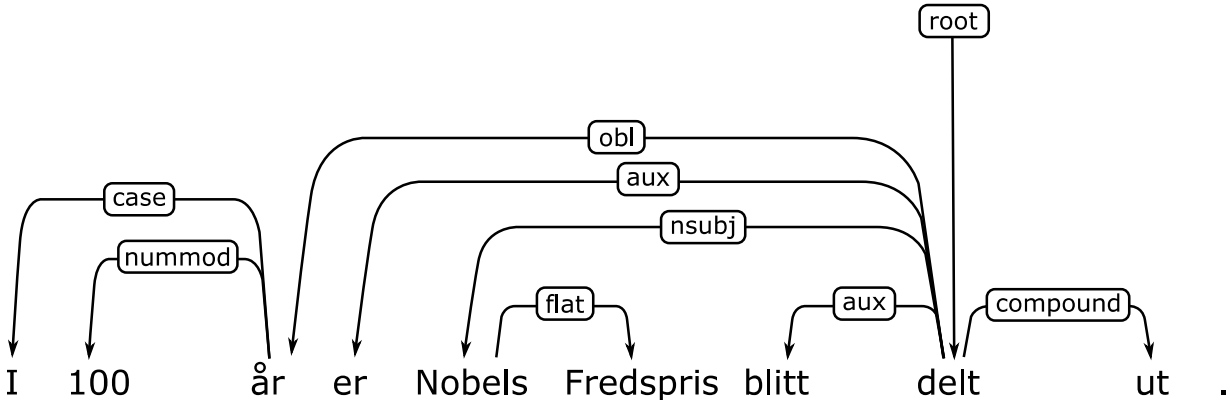 root
obl
aux
case
nsubj
nummod
flat
aux
compound
I 100 år er Nobels Fredspris blitt delt ut .